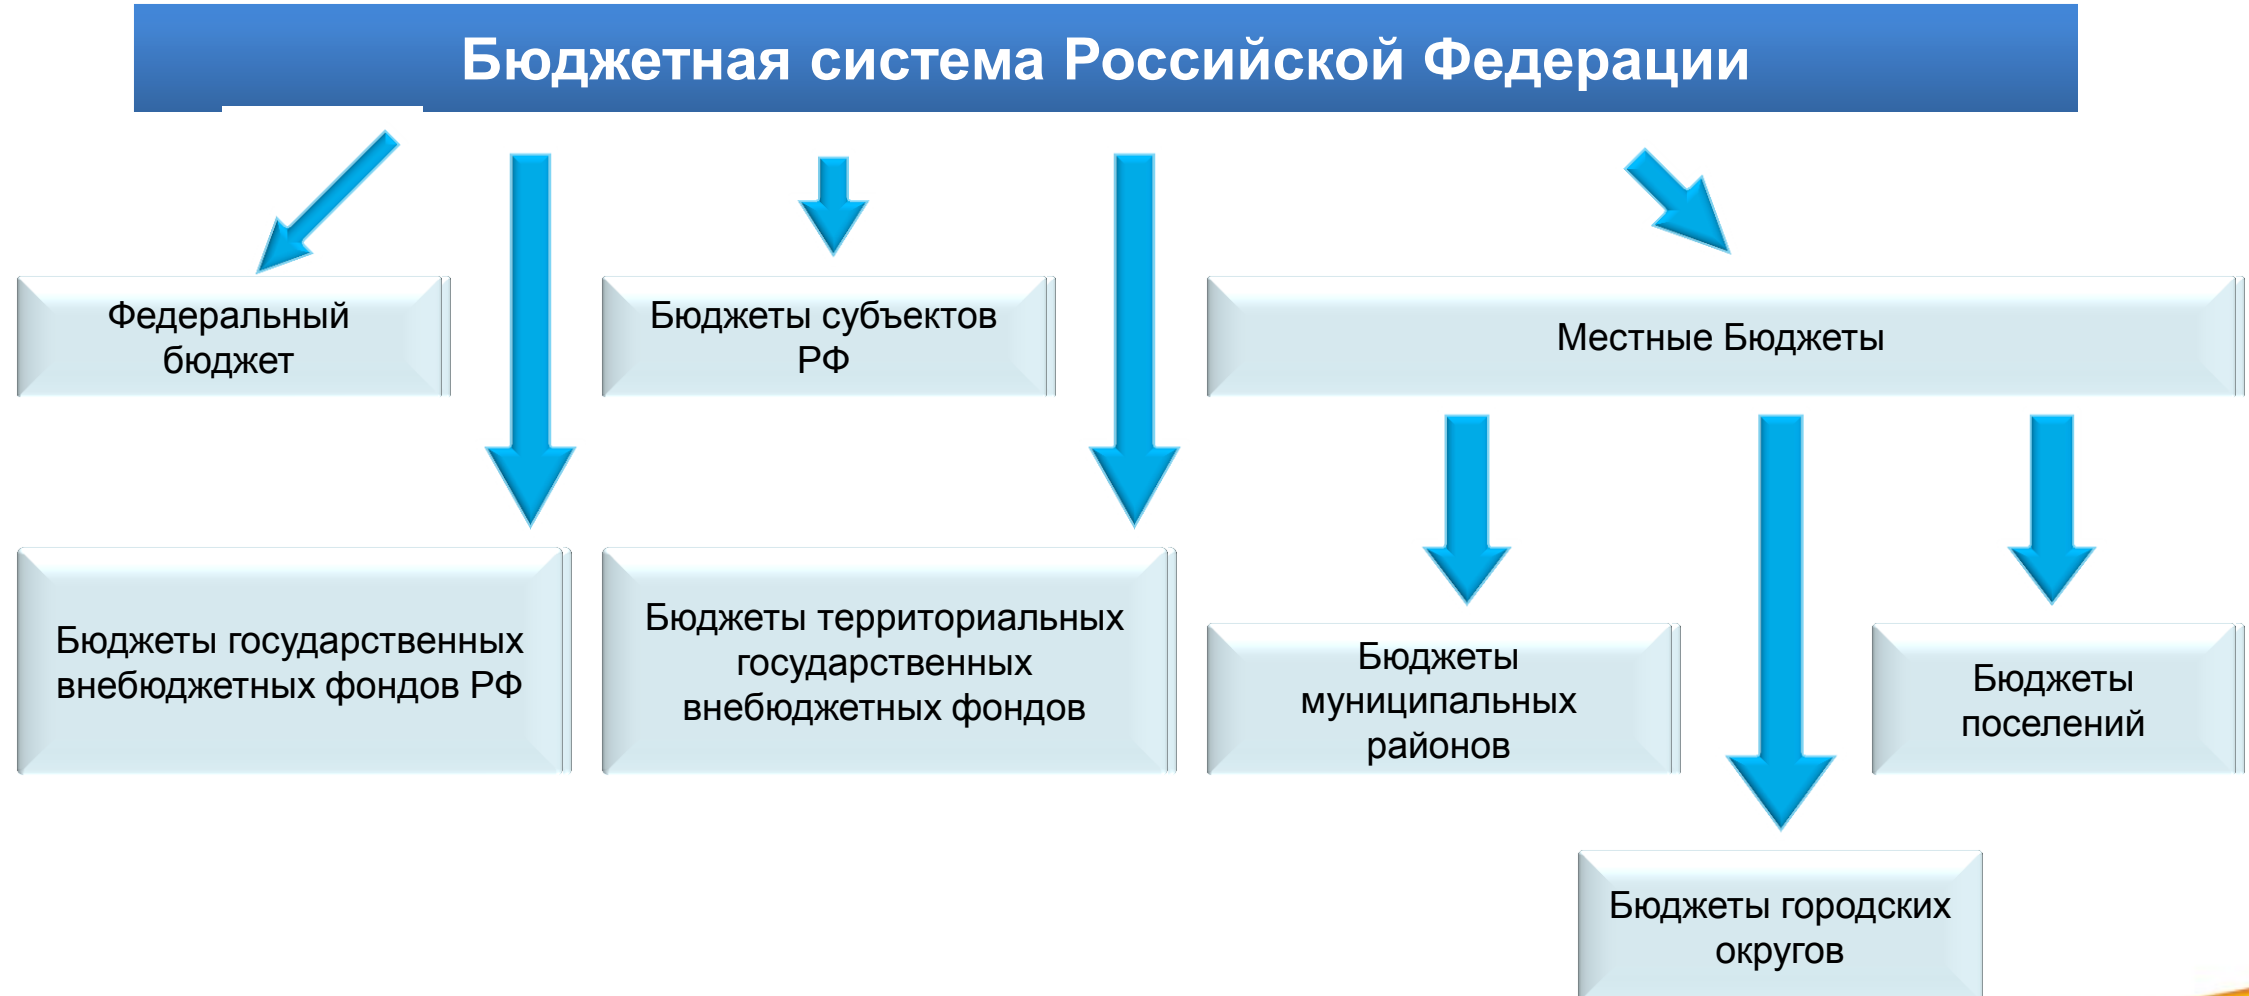 Бюджетная система Российской Федерации
Федеральный
бюджет
Бюджеты субъектов
РФ
Местные Бюджеты
Бюджеты государственных
внебюджетных фондов РФ
Бюджеты территориальных
государственных
внебюджетных фондов
Бюджеты
муниципальных
районов
Бюджеты
поселений
Бюджеты городских
округов